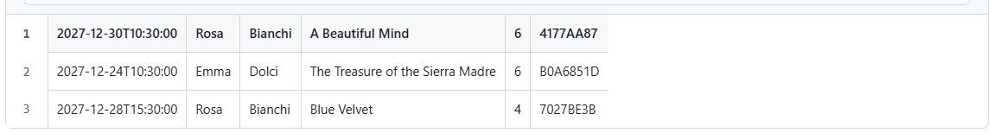 1 2027-12-30T10:30:00 Rosa Bianchi A Beautiful Mind 6 4177AA87
2 2027-12-24T10:30:00 Emma Dolci The Treasure of the Sierra Madre 6 B0A6851D
3 2027-12-28T15:30:00 Rosa Bianchi Blue Velvet 4 7027BE3B